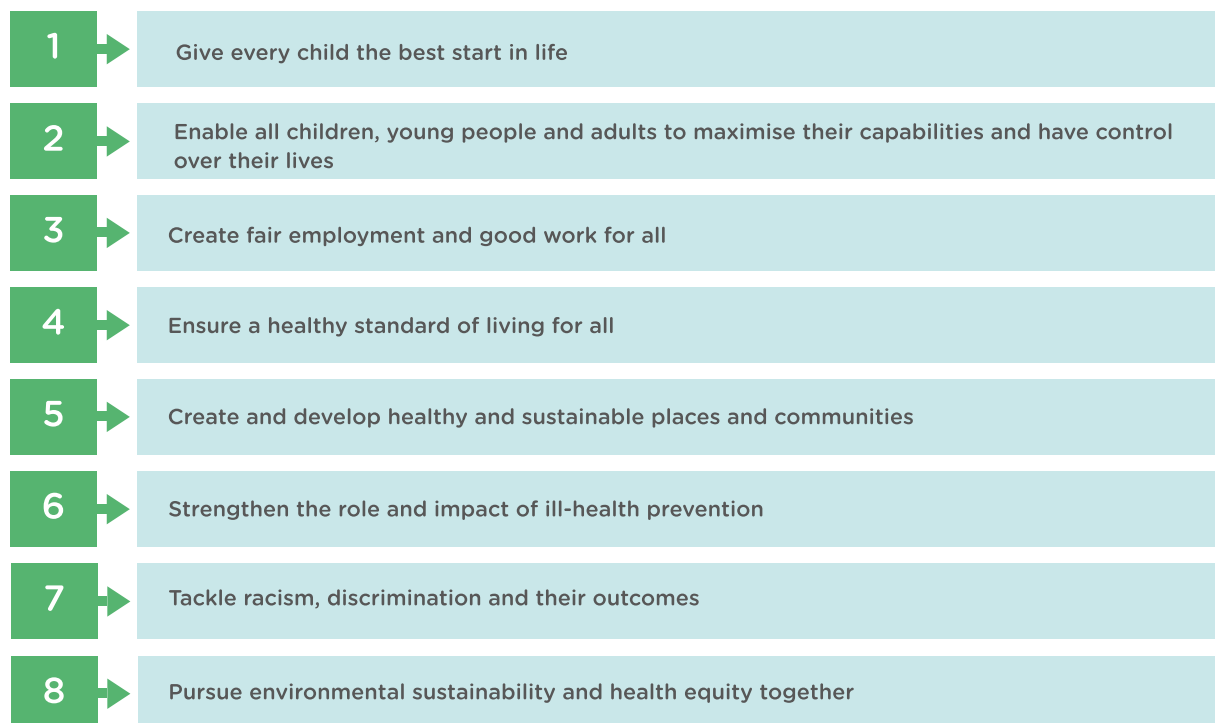 1
Give every child the best start in life
2
Enable all children, young people and adults to maximise their capabilities and have control
over their lives
3
Create fair employment and good work for all
4
Ensure a healthy standard of living for all
5
Create and develop healthy and sustainable places and communities
6
Strengthen the role and impact of ill-health prevention
7
Tackle racism, discrimination and their outcomes
8
Pursue environmental sustainability and health equity together